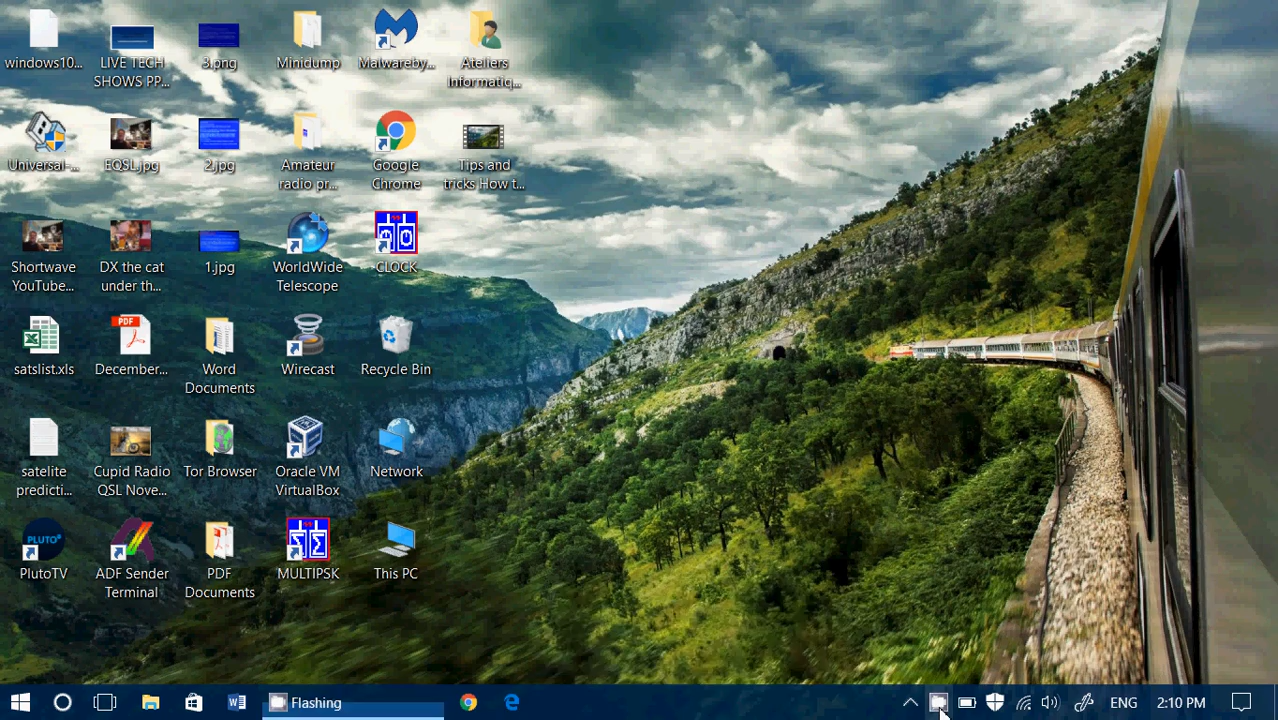 windows10...
LIVE TECH
SHOWS PP...
3.png
Minidump
Malwareby...
Ateliers
Informatiq...
Universal-...
EQSL.jpg
2.jpg
Amateur
radio pr...
Google
Chrome
Tips and
tricks How t...
Shortwave
YouTube...
DX the cat
under th...
1.jpg
WorldWide
Telescope
CLOCK
satslist.xls
PDF
December...
Word
Documents
Wirecast
Recycle Bin
satelite
predicti...
Cupid Radio
QSL Nove...
Tor Browser
Oracle VM
VirtualBox
Network
PLUTO
PlutoTV
ADF Sender
Terminal
PDF
Documents
MULTIPSK
This PC
Flashing
ENG
2:10 PM